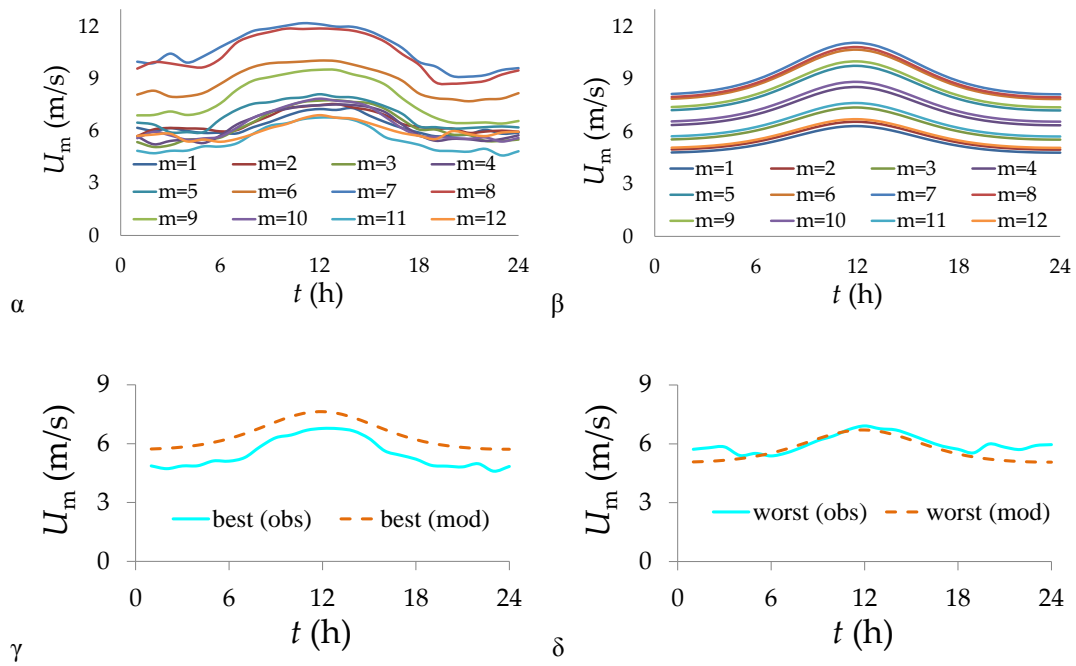 12
9
6
3
0
U_m (m/s)
m=1 m=2 m=3 m=4
m=5 m=6 m=7 m=8
m=9 m=10 m=11 m=12
0 6 12 18 24
t (h)
α
12
9
6
3
0
U_m (m/s)
m=1 m=2 m=3 m=4
m=5 m=6 m=7 m=8
m=9 m=10 m=11 m=12
0 6 12 18 24
t (h)
β
9
6
3
0
U_m (m/s)
best (obs) best (mod)
0 6 12 18 24
t (h)
γ
9
6
3
0
U_m (m/s)
worst (obs) worst (mod)
0 6 12 18 24
t (h)
δ